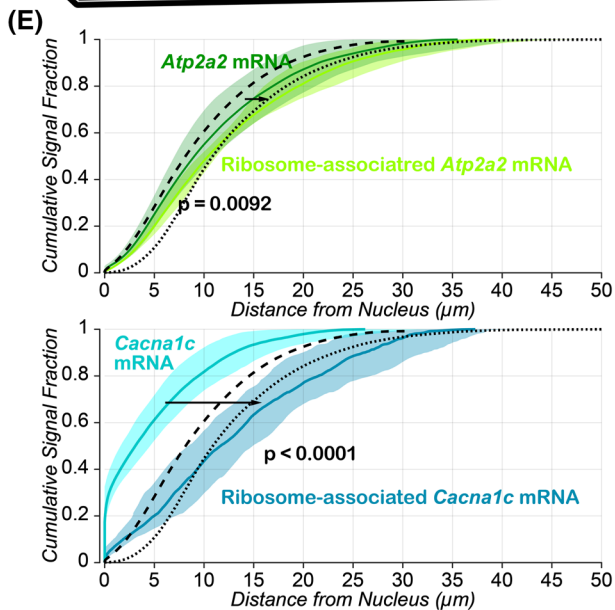 (E)
Cumulative Signal Fraction
1
0.8
0.6
0.4
0.2
0
Atp2a2 mRNA
Ribosome-associatred Atp2a2 mRNA
p = 0.0092
0 5 10 15 20 25 30 35 40 45 50
Distance from Nucleus (µm)
Cumulative Signal Fraction
1
0.8
0.6
0.4
0.2
0
Cacna1c
mRNA
p < 0.0001
Ribosome-associated Cacna1c mRNA
0 5 10 15 20 25 30 35 40 45 50
Distance from Nucleus (µm)